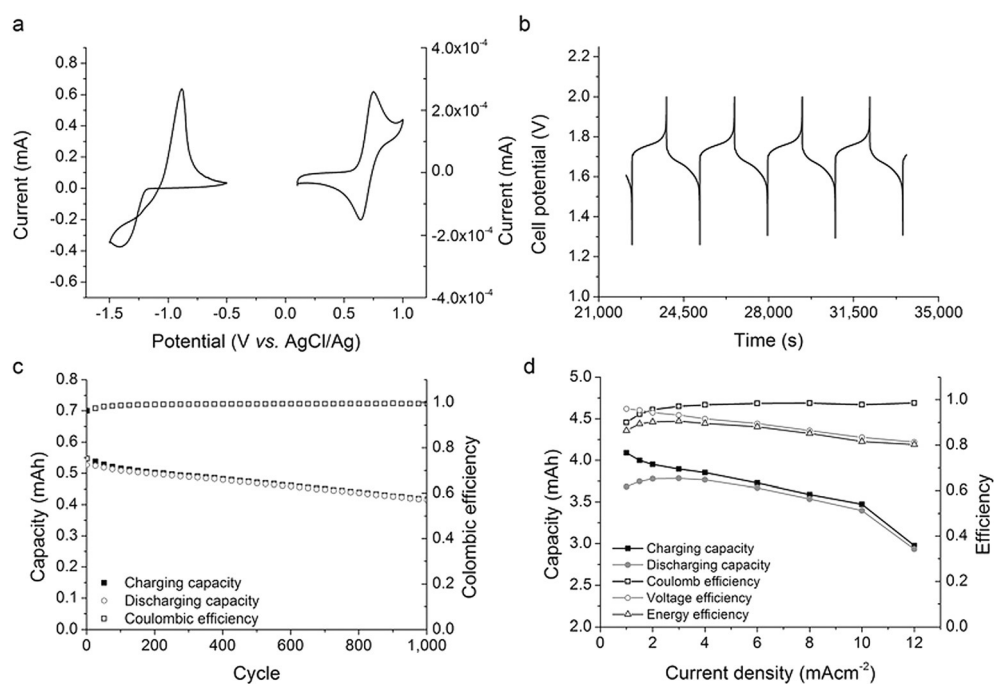 a
0.8
0.6
0.4
0.2
0.0
-0.2
-0.4
-0.6
Current (mA)
4.0x10-4
2.0x10-4
0.0
-2.0x10-4
-4.0x10-4
Current (mA)
-1.5
-1.0
-0.5
0.0
0.5
1.0
Potential (V vs. AgCl/Ag)
b
2.2
2.0
1.8
1.6
1.4
1.2
1.0
Cell potential (V)
21,000
24,500
28,000
31,500
35,000
Time (s)
c
0.8
0.7
0.6
0.5
0.4
0.3
0.2
0.1
0.0
Capacity (mAh)
1.0
0.8
0.6
0.4
0.2
0.0
Colombic efficiency
Charging capacity
Discharging capacity
Coulombic efficiency
0
200
400
600
800
1,000
Cycle
d
5.0
4.5
4.0
3.5
3.0
2.5
2.0
Capacity (mAh)
1.0
0.8
0.6
0.4
0.2
0.0
Efficiency
Charging capacity
Discharging capacity
Coulomb efficiency
Voltage efficiency
Energy efficiency
0
2
4
6
8
10
12
Current density (mAcm-2)